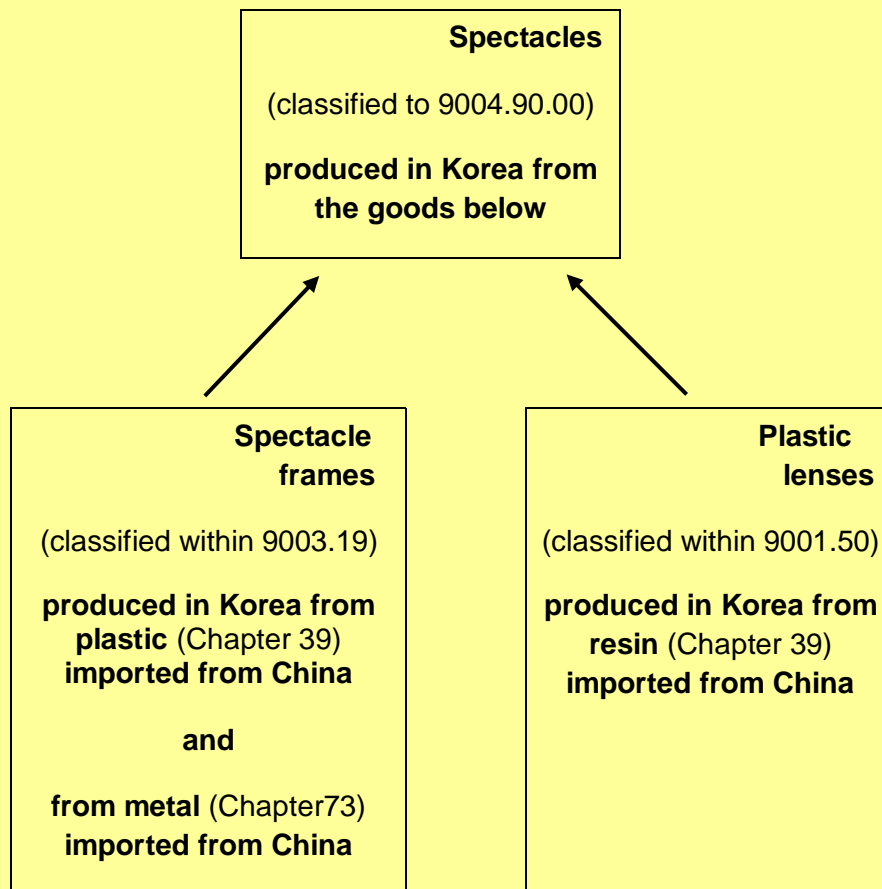 Spectacles
(classified to 9004.90.00)
produced in Korea from
the goods below
Spectacle
frames
(classified within 9003.19)
produced in Korea from
plastic (Chapter 39)
imported from China
and
from metal (Chapter73)
imported from China
Plastic
lenses
(classified within 9001.50)
produced in Korea from
resin (Chapter 39)
imported from China